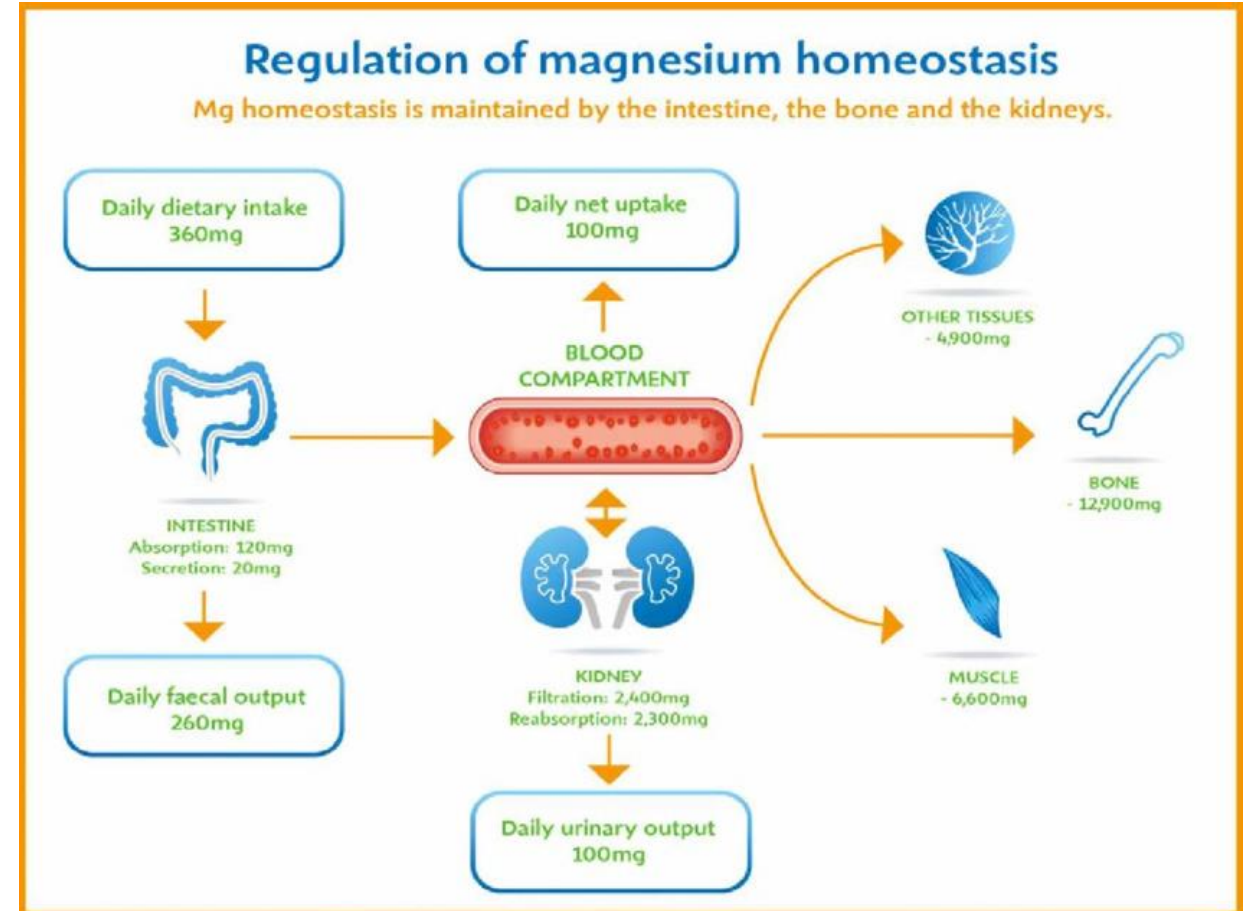 Regulation of magnesium homeostasis
Mg homeostasis is maintained by the intestine, the bone and the kidneys.
Daily dietary intake
360mg
Daily net uptake
100mg
OTHER TISSUES
- 4,900mg
BLOOD
COMPARTMENT
BONE
- 12,900mg
INTESTINE
Absorption: 120mg
Secretion: 20mg
KIDNEY
Filtration: 2,400mg
Reabsorption: 2,300mg
MUSCLE
- 6,600mg
Daily faecal output
260mg
Daily urinary output
100mg